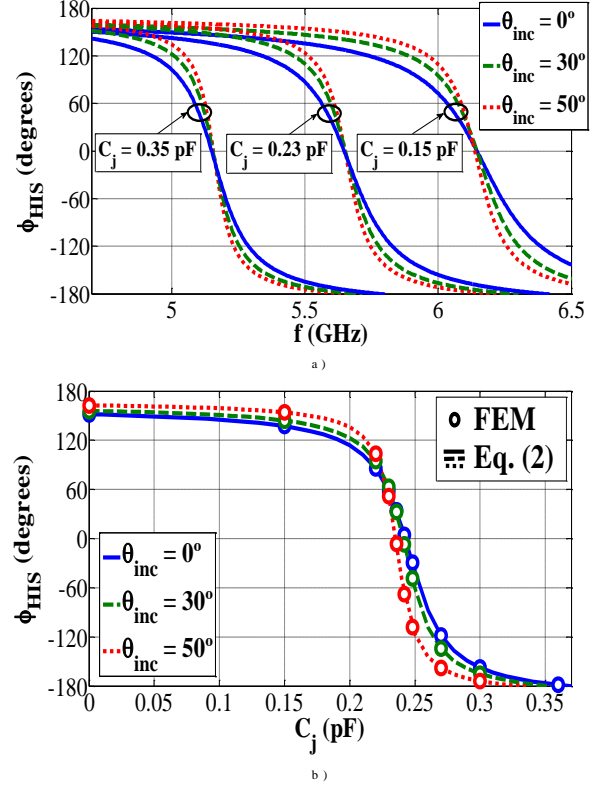 180
120
60
0
-60
-120
-180
ϕHIS (degrees)
θinc = 0º
θinc = 30º
θinc = 50º
Cj = 0.35 pF
Cj = 0.23 pF
Cj = 0.15 pF
5 5.5 6 6.5
f (GHz)
a )
180
120
60
0
-60
-120
-180
ϕHIS (degrees)
FEM
Eq. (2)
θinc = 0º
θinc = 30º
θinc = 50º
0 0.05 0.1 0.15 0.2 0.25 0.3 0.35
Cj (pF)
b )